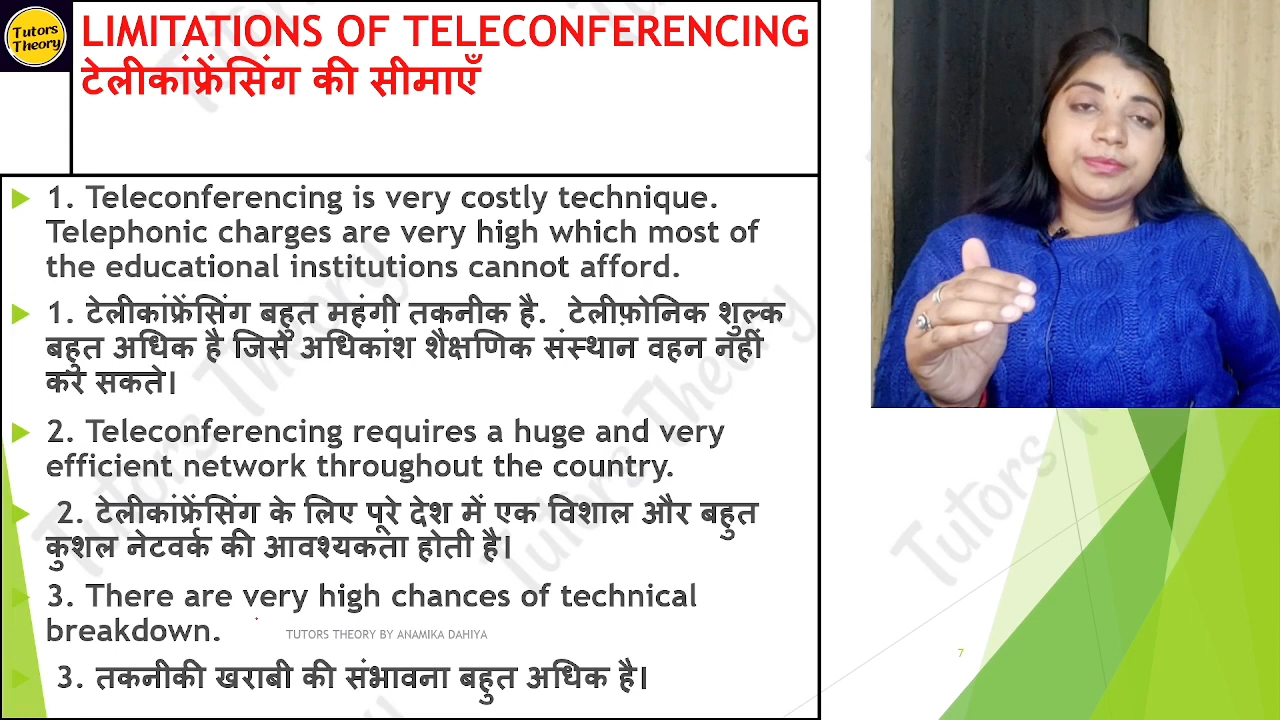 Tutors
Theory
LIMITATIONS OF TELECONFERENCING
टेलीकांफ्रेंसिंग की सीमाएँ
1. Teleconferencing is very costly technique.
Telephonic charges are very high which most of
the educational institutions cannot afford.
1. टेलीकांफ्रेंसिंग बहुत महंगी तकनीक है. टेलीफ़ोनिक शुल्क
बहुत अधिक है जिसे अधिकांश शैक्षणिक संस्थान वहन नहीं
कर सकते।
2. Teleconferencing requires a huge and very
efficient network throughout the country.
2. टेलीकांफ्रेंसिंग के लिए पूरे देश में एक विशाल और बहुत
कुशल नेटवर्क की आवश्यकता होती है।
3. There are very high chances of technical
breakdown.
TUTORS THEORY BY ANAMIKA DAHIYA
7
3. तकनीकी खराबी की संभावना बहुत अधिक है।
Tutors Theory
Tutors Theory